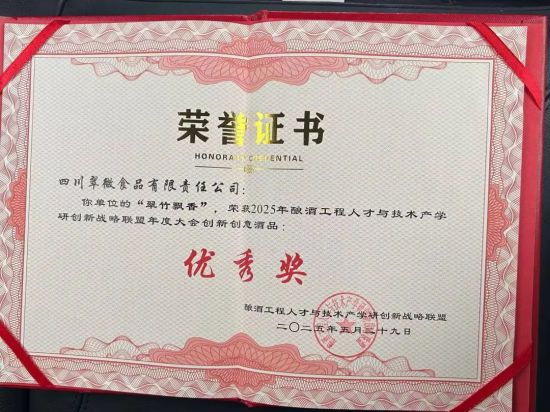 荣誉证书
HONORARY CREDENTIAL
四川翠微食品有限责任公司：
你单位的“翠竹飘香”，荣获2025年酿酒工程人才与技术产学
研创新战略联盟年度大会创新创意酒品：
优秀奖
酿酒工程人才与技术产学研创新战略联盟
二〇二五年五月二十九日